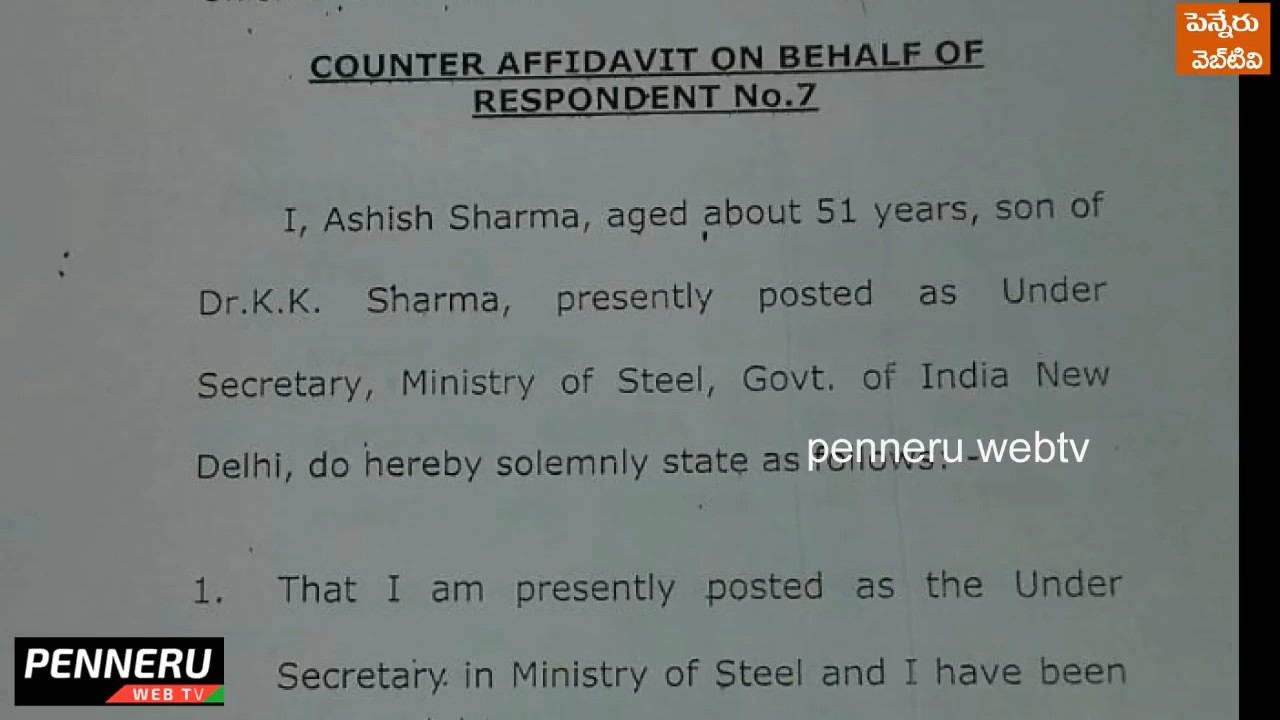 పెన్నేరు
వెబ్‌టివి
COUNTER AFFIDAVIT ON BEHALF OF
RESPONDENT No.7
I, Ashish Sharma, aged about 51 years, son of
Dr.K.K. Sharma, presently posted as Under
Secretary, Ministry of Steel, Govt. of India New
Delhi, do hereby solemnly state as follows:-
penneru webtv
1. That I am presently posted as the Under
Secretary in Ministry of Steel and I have been
PENNERU
WEB TV